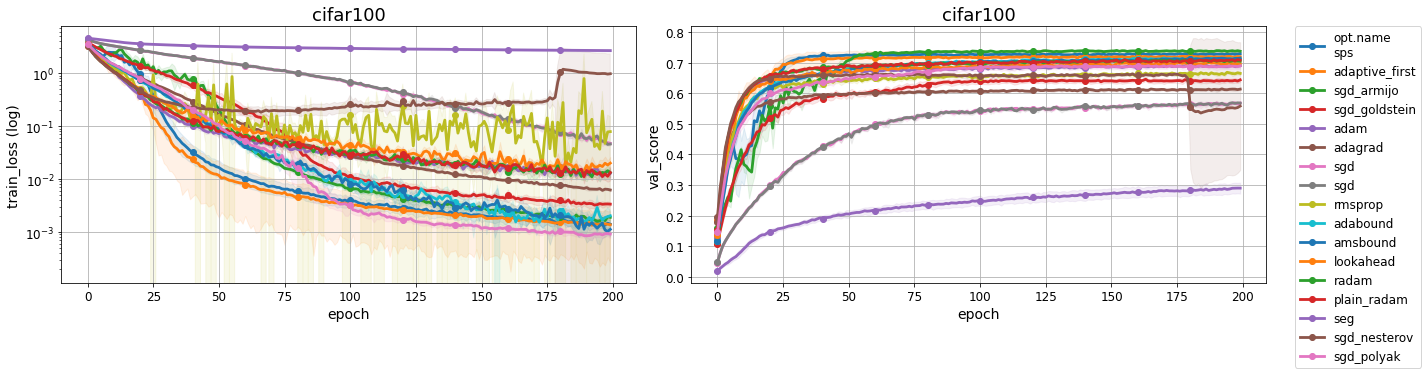 cifar100
train_loss (log)
10⁰
10⁻¹
10⁻²
10⁻³
0 25 50 75 100 125 150 175 200
epoch
cifar100
val_score
0.8
0.7
0.6
0.5
0.4
0.3
0.2
0.1
0.0
0 25 50 75 100 125 150 175 200
epoch
opt.name
sps
adaptive_first
sgd_armijo
sgd_goldstein
adam
adagrad
sgd
sgd
rmsprop
adabound
amsbound
lookahead
radam
plain_radam
seg
sgd_nesterov
sgd_polyak